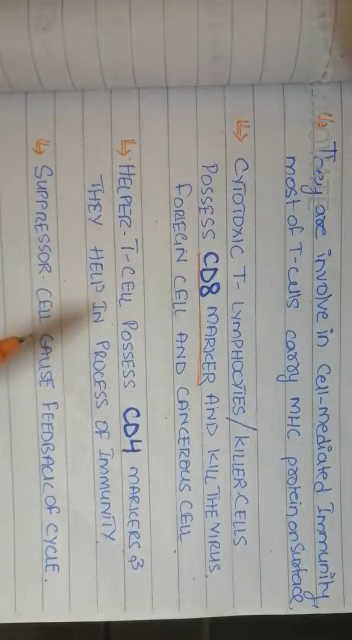 ↳ They are involve in cell-mediated Immunity,
most of T-cells carry MHC protein on surface
↳ CYTOTOXIC T-LYMPHOCYTES/KILLER CELLS
POSSESS CD8 MARKER AND KILL THE VIRUS
FOREIGN CELL AND CANCEROUS CELL
↳ HELPER-T-CELL POSSESS CD4 MARKERS &
THEY HELP IN PROCESS OF IMMUNITY
↳ SUPPRESSOR-CELL CAUSE FEEDBACK OF CYCLE.